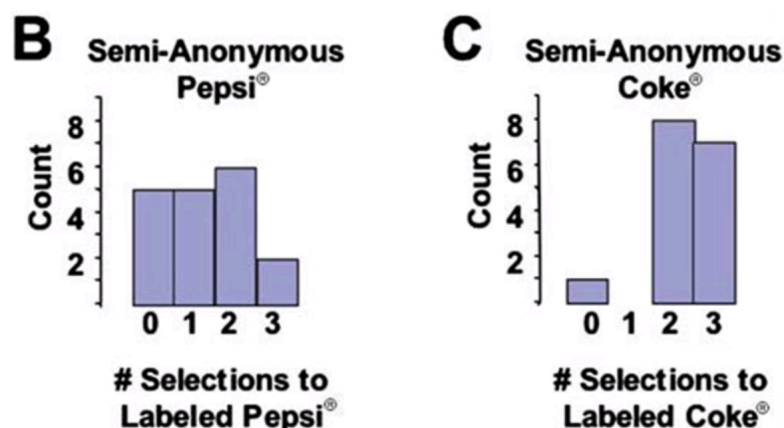 B
Semi-Anonymous
Pepsi®
Count
8
6
4
2
0 1 2 3
# Selections to
Labeled Pepsi®
C
Semi-Anonymous
Coke®
Count
8
6
4
2
0 1 2 3
# Selections to
Labeled Coke®